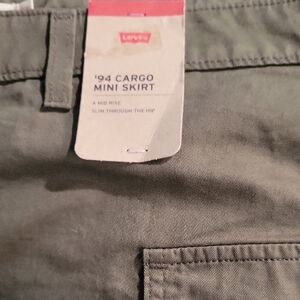 Levi's
'94 CARGO
MINI SKIRT
A MID RISE
SLIM THROUGH THE HIP